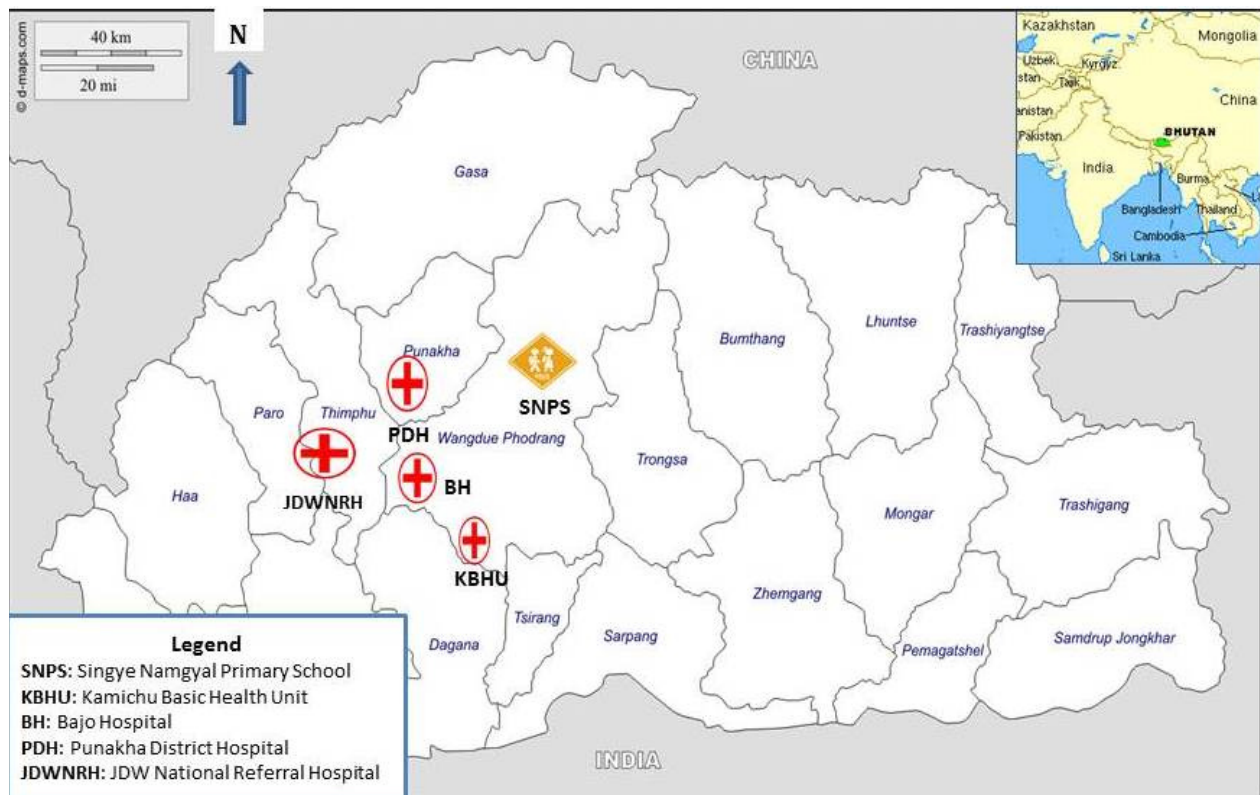 © d-maps.com
40 km
20 mi
N
CHINA
Kazakhstan
Mongolia
Uzbek.
Kyrgyz.
stan
Tajik.
China
anistan
Pakistan
BHUTAN
India
Burma
Bangladesh
Thailand
Cambodia
Sri Lanka
Gasa
Punakha
Bumthang
Lhuntse
Trashiyangtse
SNPS
Paro
Thimphu
PDH
Wangdue Phodrang
Trongsa
Haa
JDWNRH
BH
Mongar
Trashigang
KBHU
Zhemgang
Tsirang
Dagana
Sarpang
Pemagatshel
Samdrup Jongkhar
INDIA
Legend
SNPS: Singye Namgyal Primary School
KBHU: Kamichu Basic Health Unit
BH: Bajo Hospital
PDH: Punakha District Hospital
JDWNRH: JDW National Referral Hospital